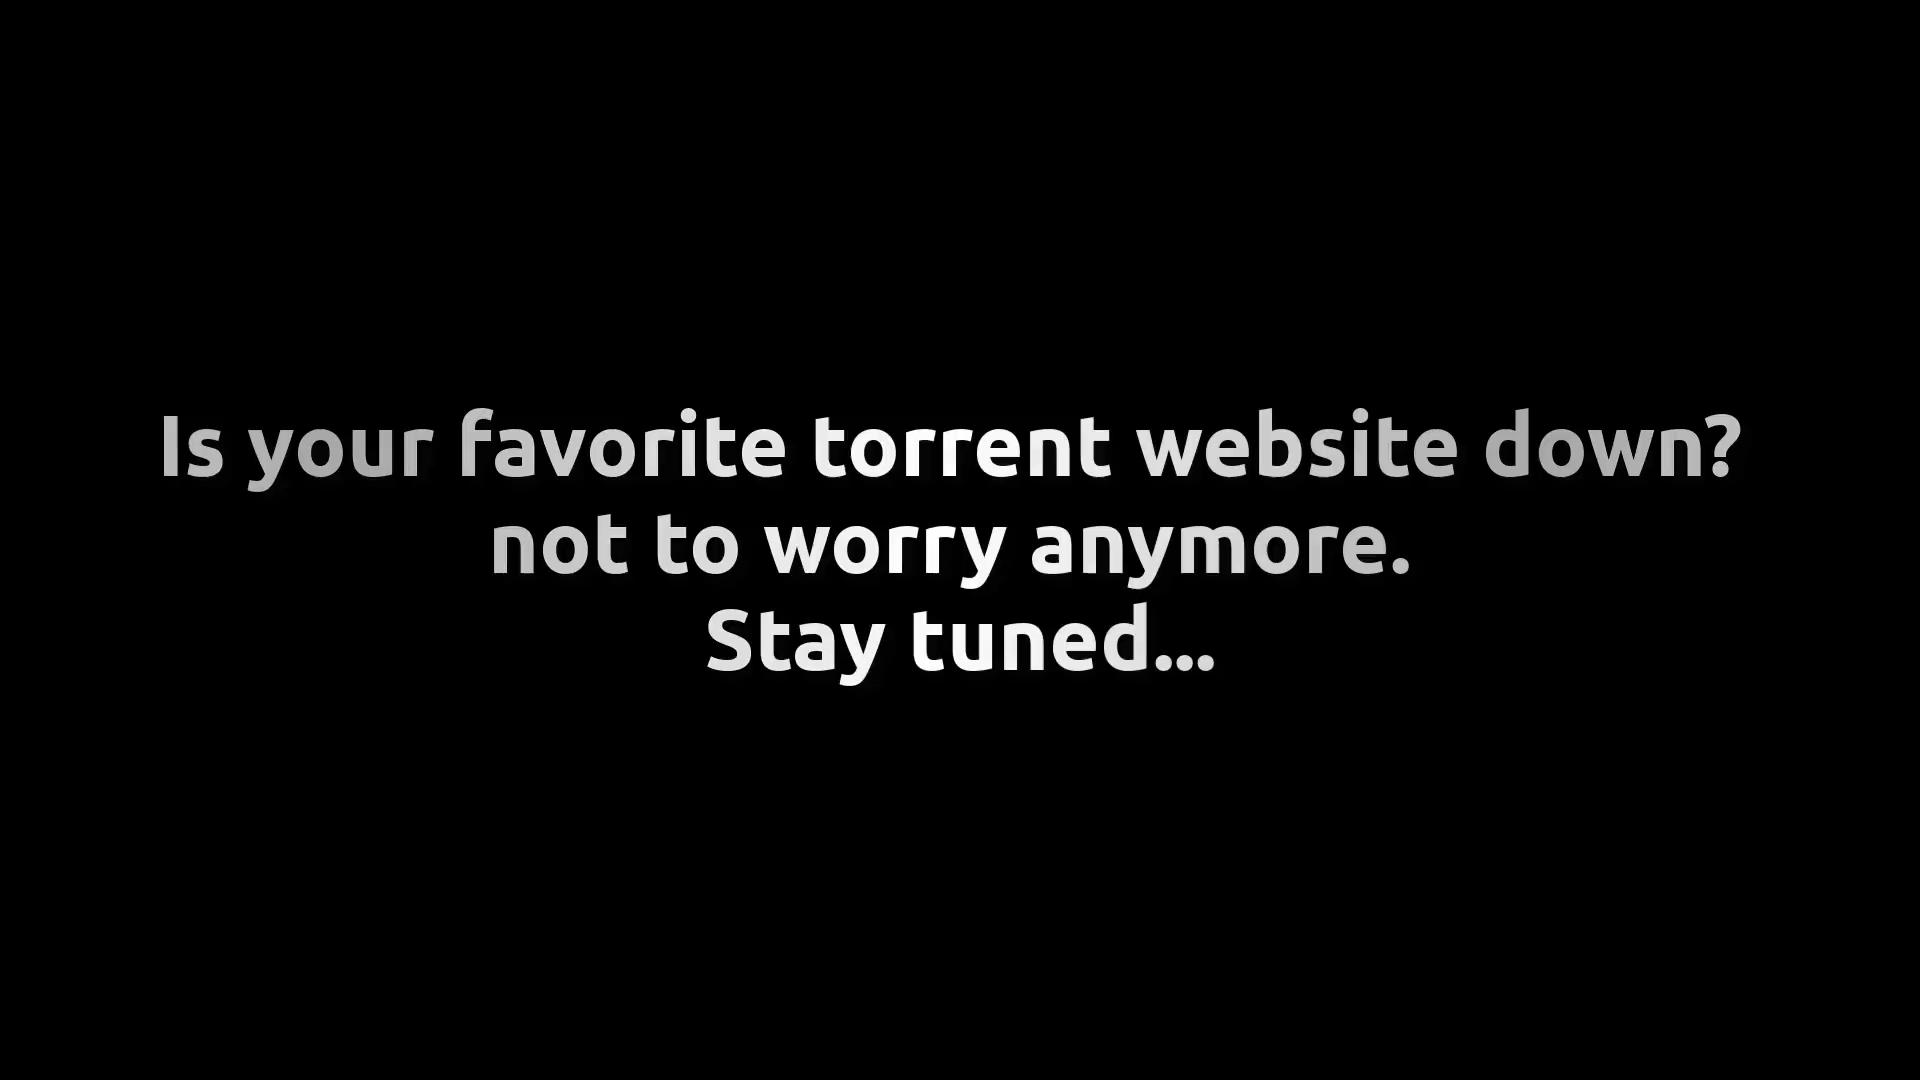 Is your favorite torrent website down?
not to worry anymore.
Stay tuned...